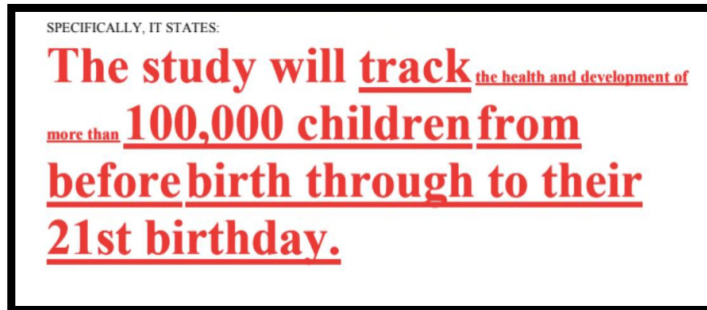 SPECIFICALLY, IT STATES:
The study will track the health and development of
more than 100,000 children from
before birth through to their
21st birthday.